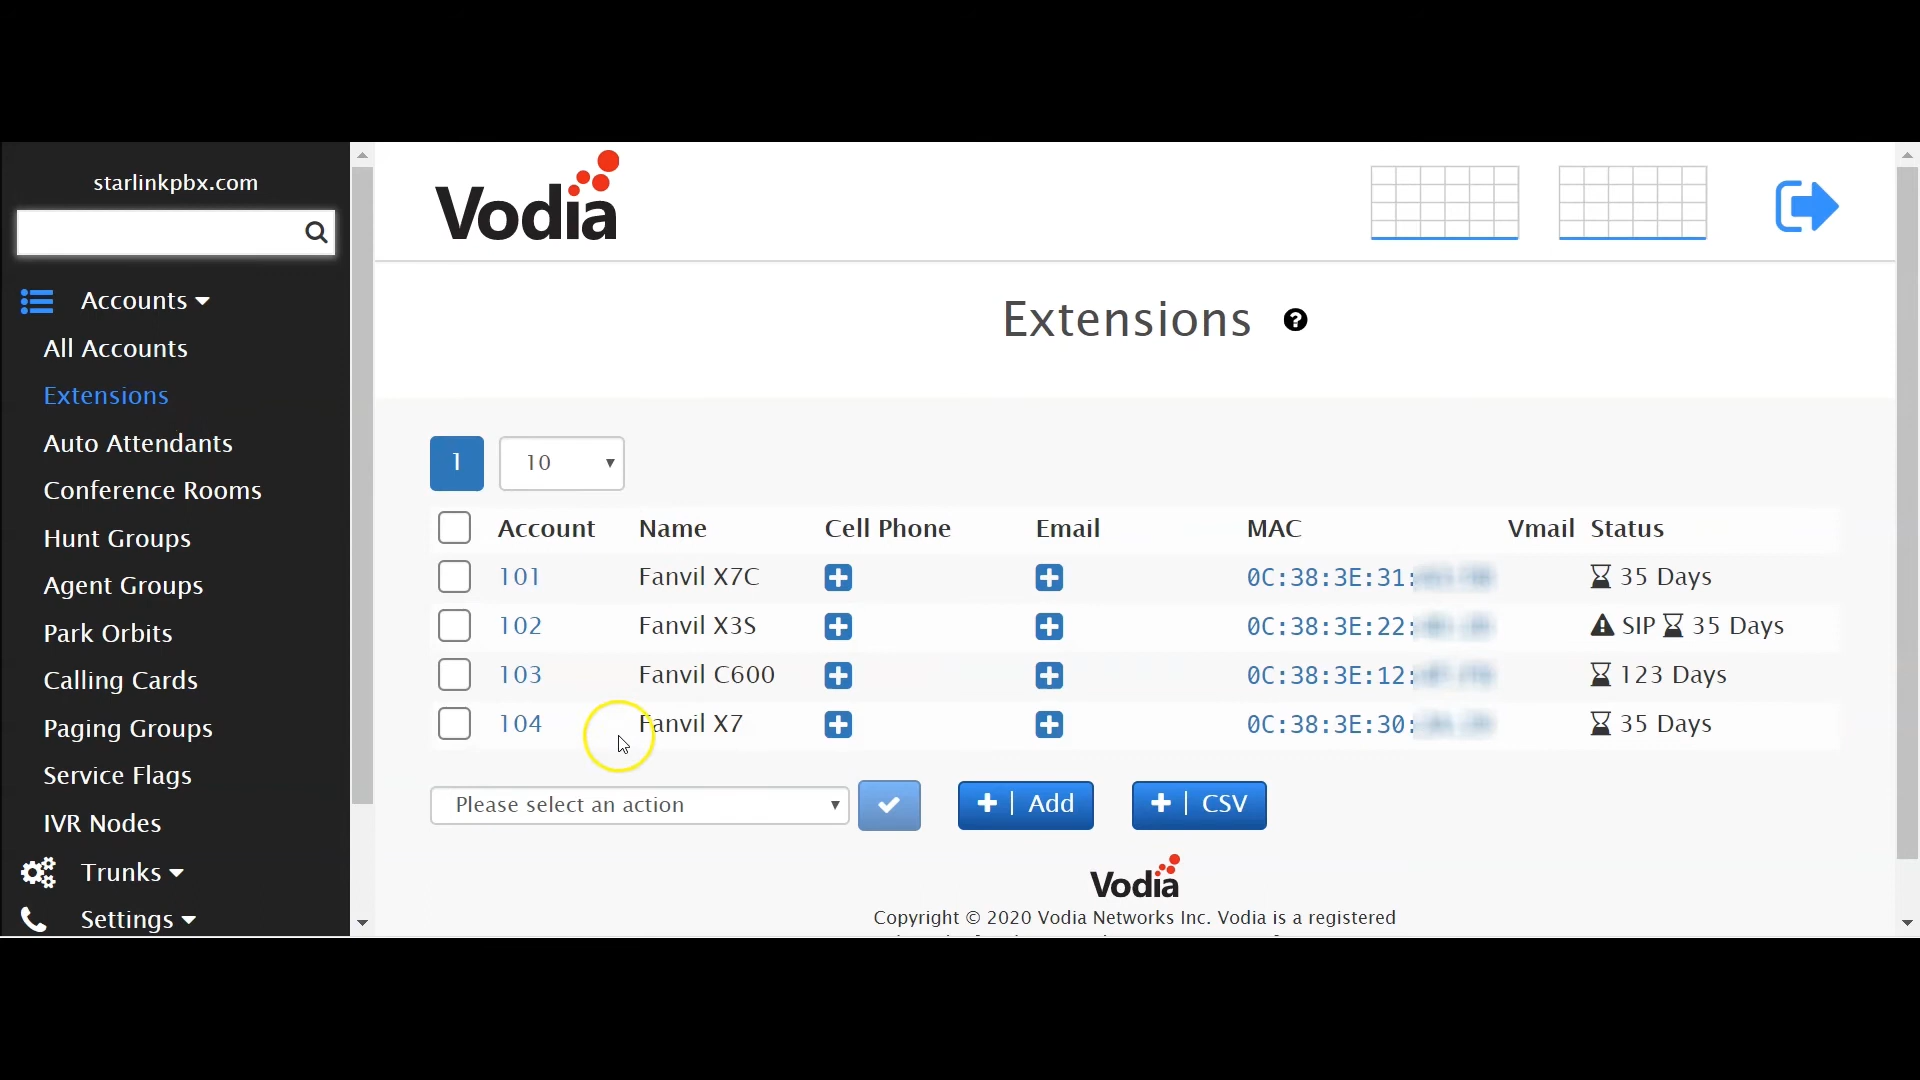 starlinkpbx.com
Accounts
All Accounts
Extensions
Auto Attendants
Conference Rooms
Hunt Groups
Agent Groups
Park Orbits
Calling Cards
Paging Groups
Service Flags
IVR Nodes
Trunks
Settings
Vodia
Extensions
1 10
Account Name Cell Phone Email MAC Vmail Status
101 Fanvil X7C 0C:38:3E:31: 35 Days
102 Fanvil X3S 0C:38:3E:22: SIP 35 Days
103 Fanvil C600 0C:38:3E:12: 123 Days
104 Fanvil X7 0C:38:3E:30: 35 Days
Please select an action Add CSV
Vodia
Copyright © 2020 Vodia Networks Inc. Vodia is a registered